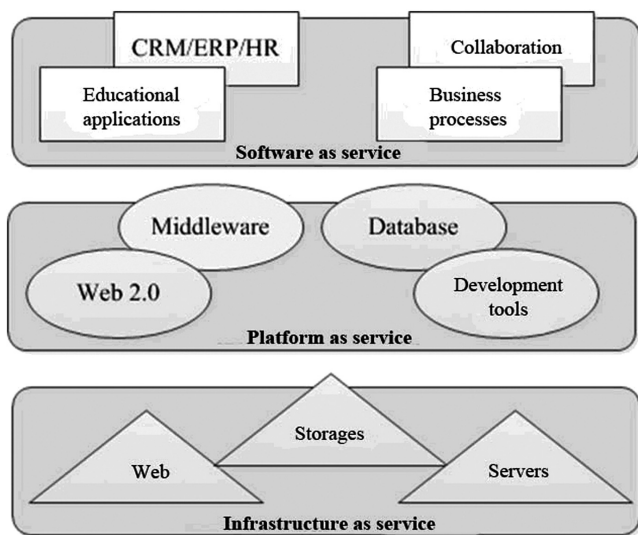 CRM/ERP/HR
Collaboration
Educational
applications
Business
processes
Software as service
Middleware
Database
Web 2.0
Development
tools
Platform as service
Storages
Web
Servers
Infrastructure as service